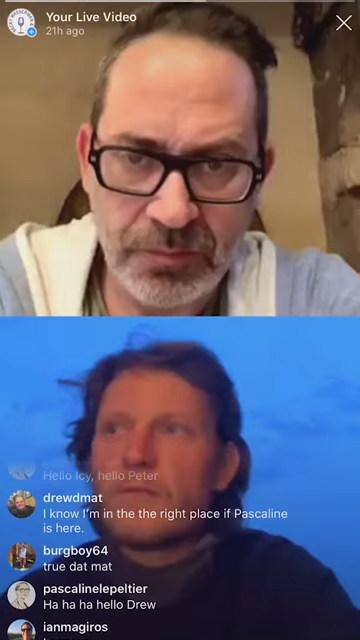 Your Live Video
21h ago
Hello Icy, hello Peter
drewdmat
I know I'm in the the right place if Pascaline
is here.
burgboy64
true dat mat
pascalinelepeltier
Ha ha ha hello Drew
ianmagiros